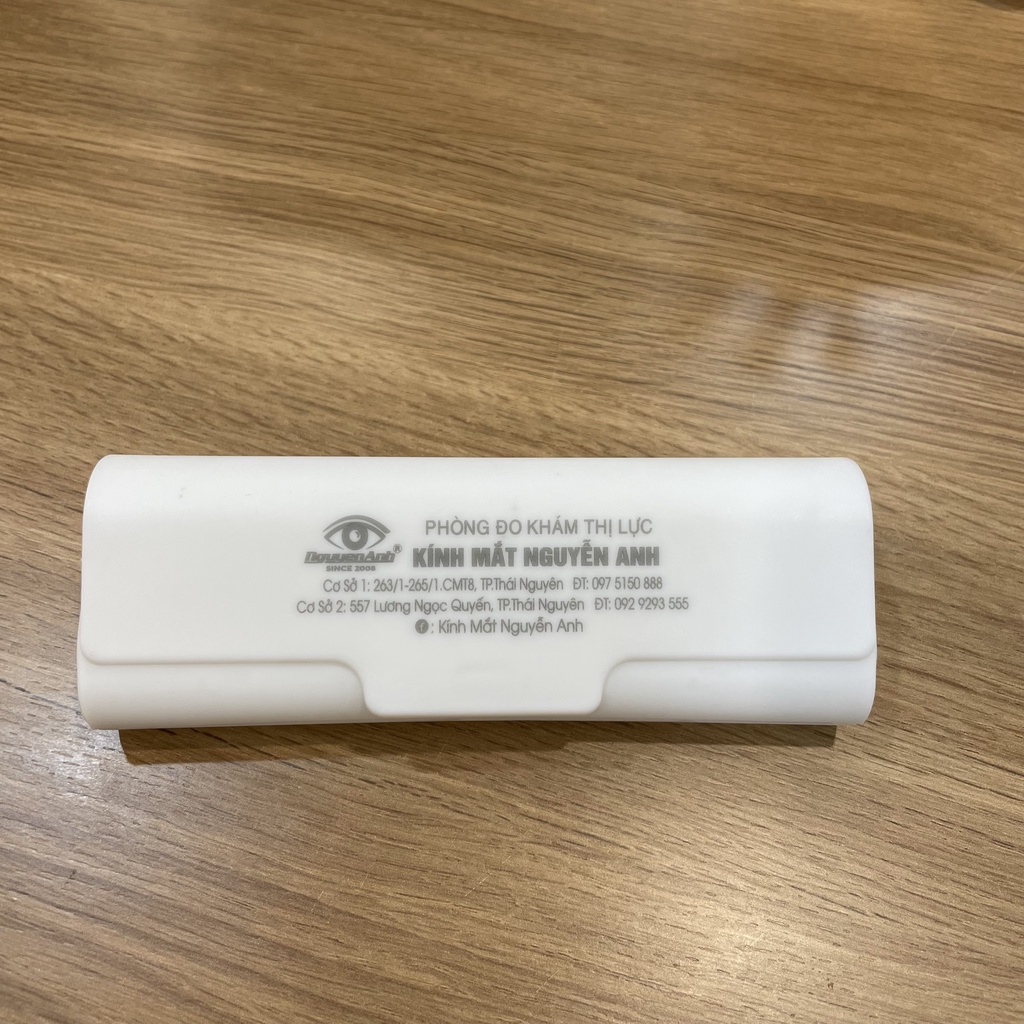 PHÒNG ĐO KHÁM THỊ LỰC
NguyenAnh®
KÍNH MẮT NGUYỄN ANH
SINCE 2008
Cơ Sở 1: 263/1-265/1.CMT8, TP.Thái Nguyên ĐT: 097 5150 888
Cơ Sở 2: 557 Lương Ngọc Quyến, TP.Thái Nguyên ĐT: 092 9293 555
f : Kính Mắt Nguyễn Anh